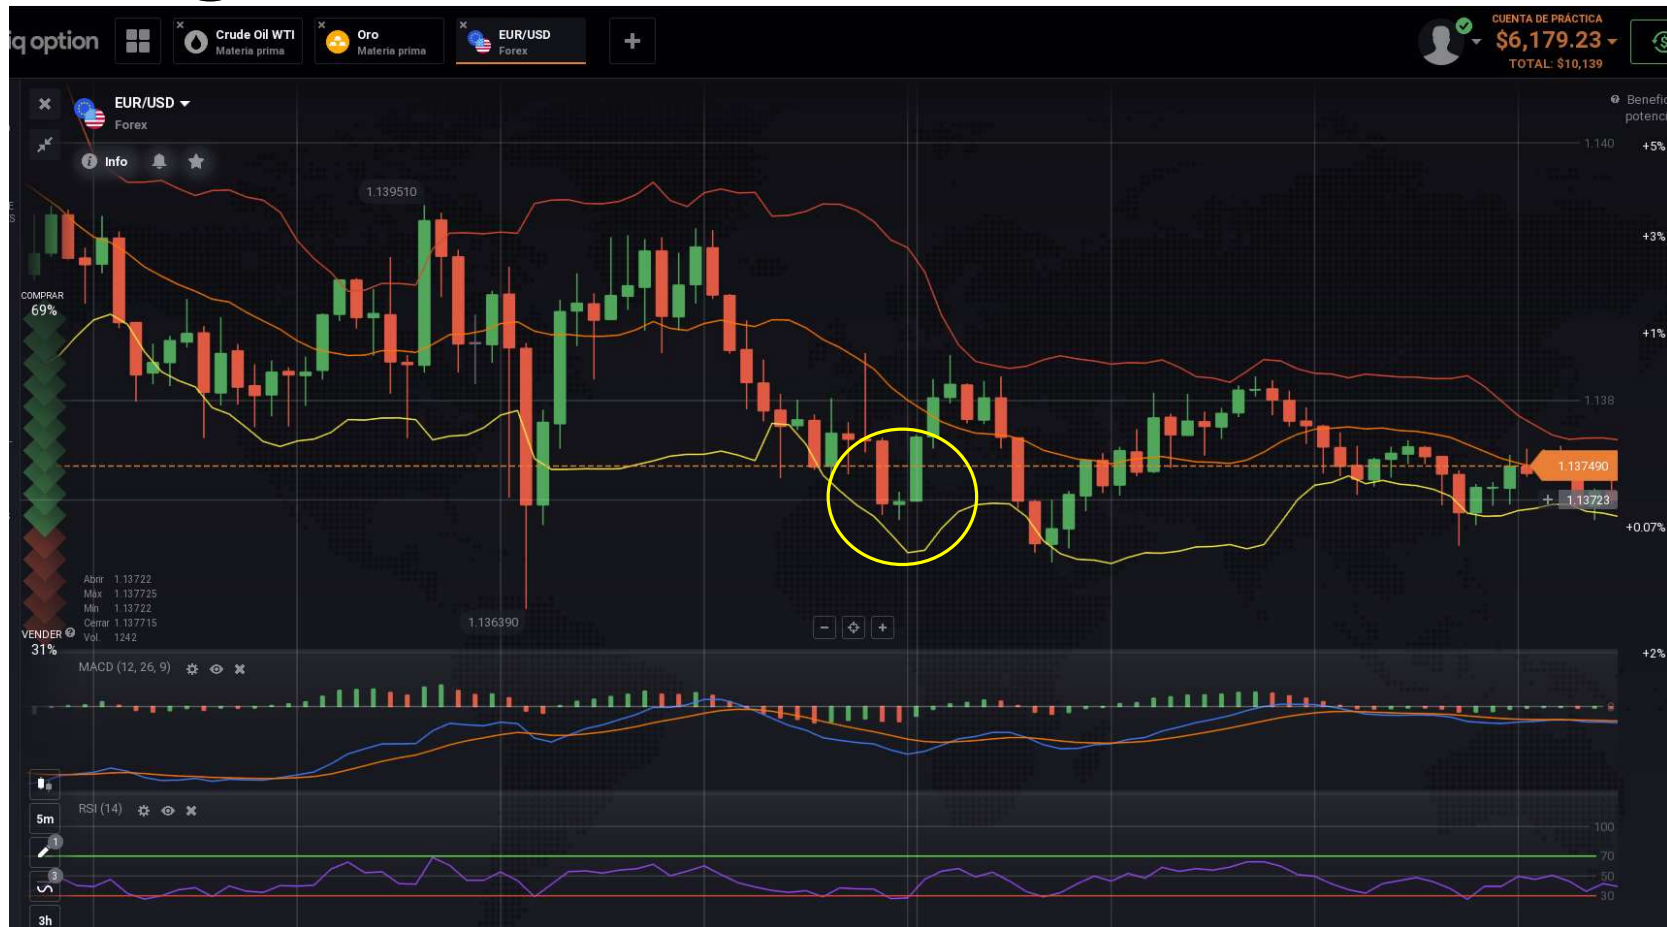 iq option
Crude Oil WTI
Materia prima
Oro
Materia prima
EUR/USD
Forex
CUENTA DE PRÁCTICA
$6,179.23
TOTAL: $10,139
EUR/USD
Forex
Info
1.139510
1.140
+5%
+3%
COMPRAR
69%
+1%
1.138
1.137490
1.13723
+0.07%
Abrir 1.13722
Máx 1.137725
Mín 1.13722
Cerrar 1.137715
Vol. 1242
1.136390
VENDER
31%
+2%
MACD (12, 26, 9)
0
RSI (14)
5m
100
1
70
3
50
30
3h